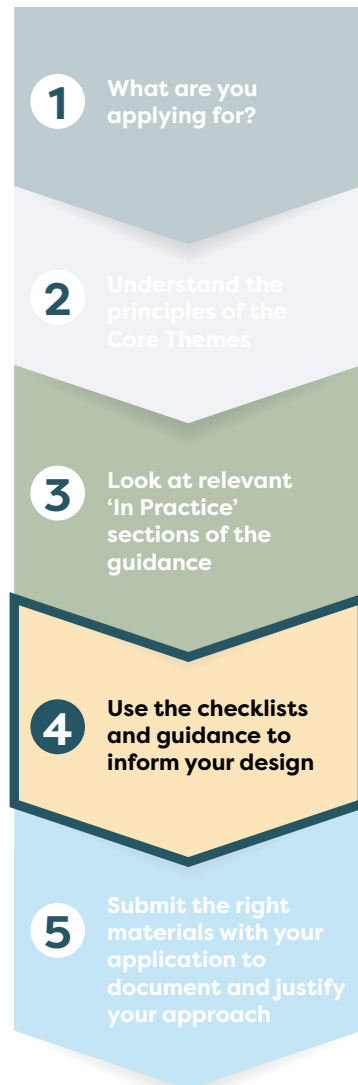 1
What are you
applying for?
2
Understand the
principles of the
Core Themes
3
Look at relevant
‘In Practice’
sections of the
guidance
4
Use the checklists
and guidance to
inform your design
5
Submit the right
materials with your
application to
document and justify
your approach